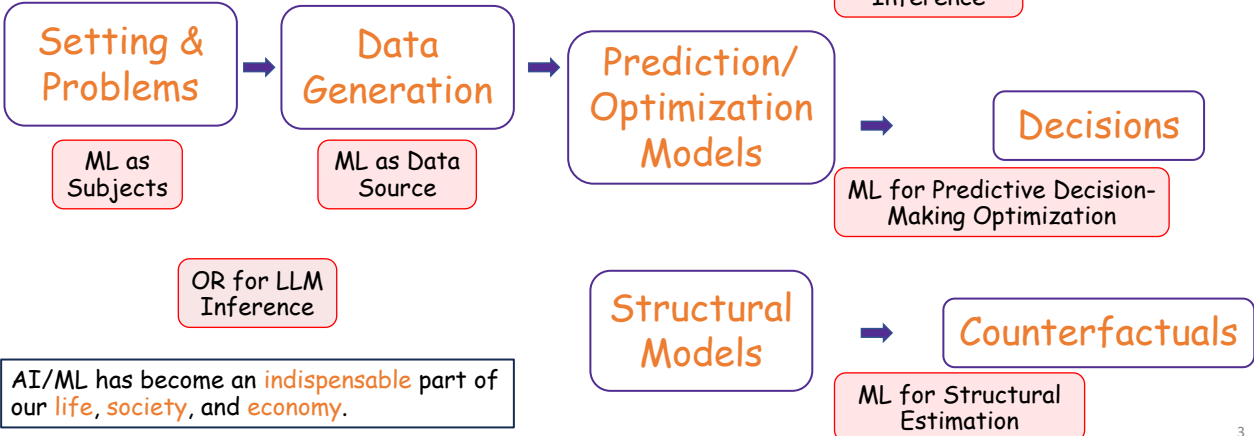 Inference
Setting &
Problems
Data
Generation
Prediction/
Optimization
Models
Decisions
ML as
Subjects
ML as Data
Source
ML for Predictive Decision-
Making Optimization
OR for LLM
Inference
Structural
Models
Counterfactuals
AI/ML has become an indispensable part of
our life, society, and economy.
ML for Structural
Estimation
3